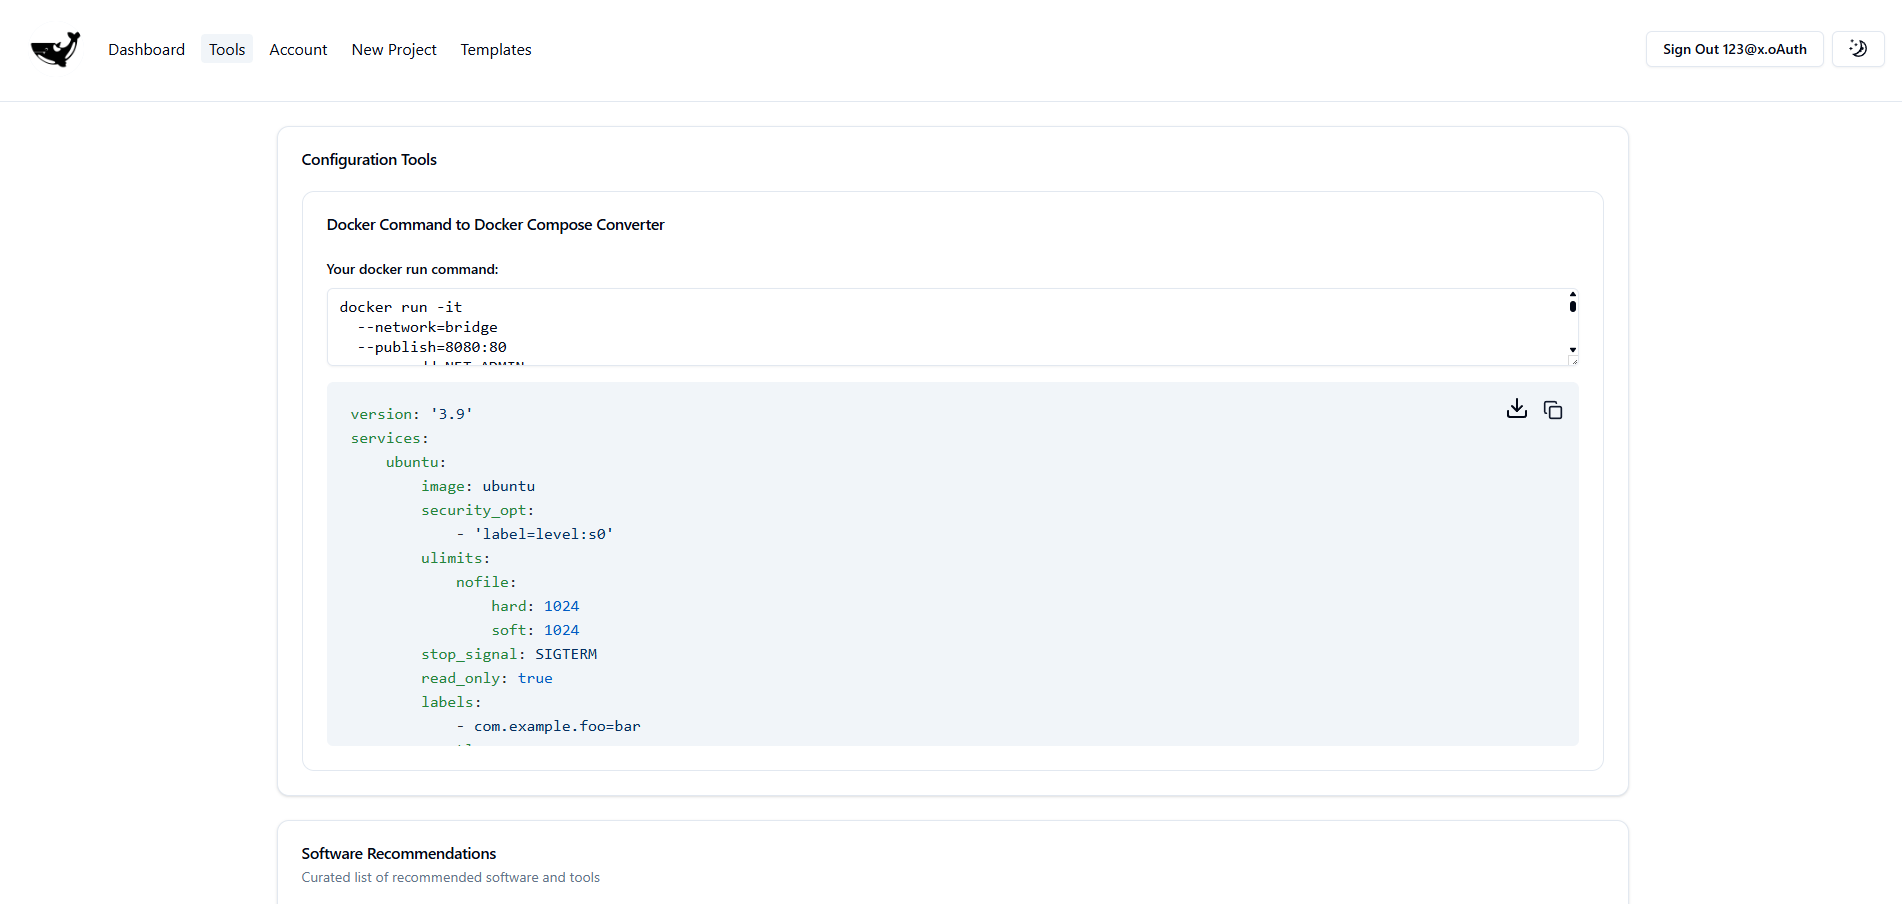 Dashboard Tools Account New Project Templates Sign Out 123@x.oAuth
Configuration Tools
Docker Command to Docker Compose Converter
Your docker run command:
docker run -it
--network=bridge
--publish=8080:80
NET_ADMIN
version: '3.9'
services:
ubuntu:
image: ubuntu
security_opt:
- 'label=level:s0'
ulimits:
nofile:
hard: 1024
soft: 1024
stop_signal: SIGTERM
read_only: true
labels:
- com.example.foo=bar
Software Recommendations
Curated list of recommended software and tools